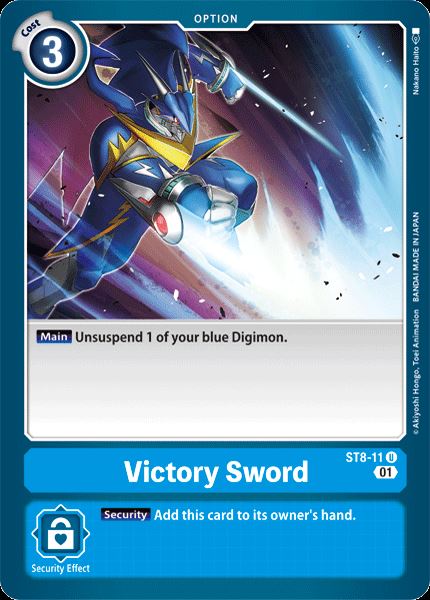 OPTION
Cost
3
Nakano Haito
© Akiyoshi Hongo, Toei Animation BANDAI MADE IN JAPAN
Main Unsuspend 1 of your blue Digimon.
ST8-11 U
Victory Sword
01
Security Add this card to its owner's hand.
Security Effect